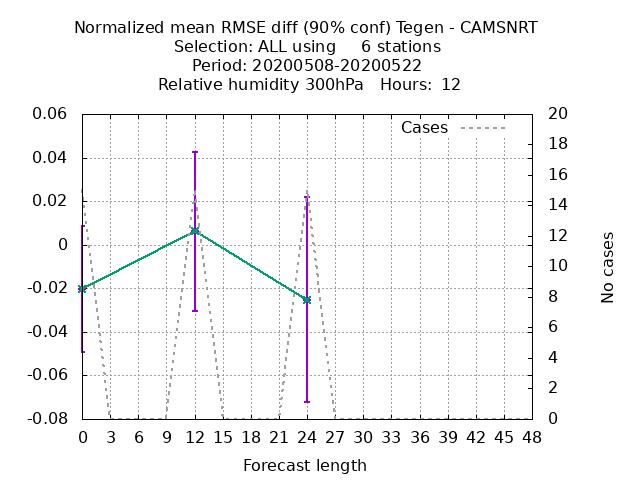 Normalized mean RMSE diff (90% conf) Tegen - CAMSNRT
Selection: ALL using     6 stations
Period: 20200508-20200522
Relative humidity 300hPa   Hours:  12
Cases
0.06
0.04
0.02
0
-0.02
-0.04
-0.06
-0.08
20
18
16
14
12
10
8
6
4
2
0
No cases
0 3 6 9 12 15 18 21 24 27 30 33 36 39 42 45 48
Forecast length